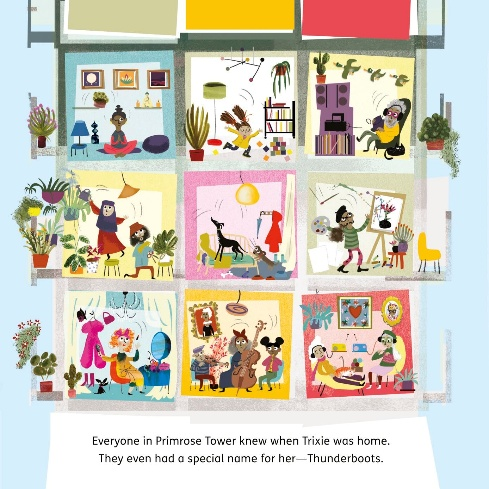 Everyone in Primrose Tower knew when Trixie was home.
They even had a special name for her—Thunderboots.